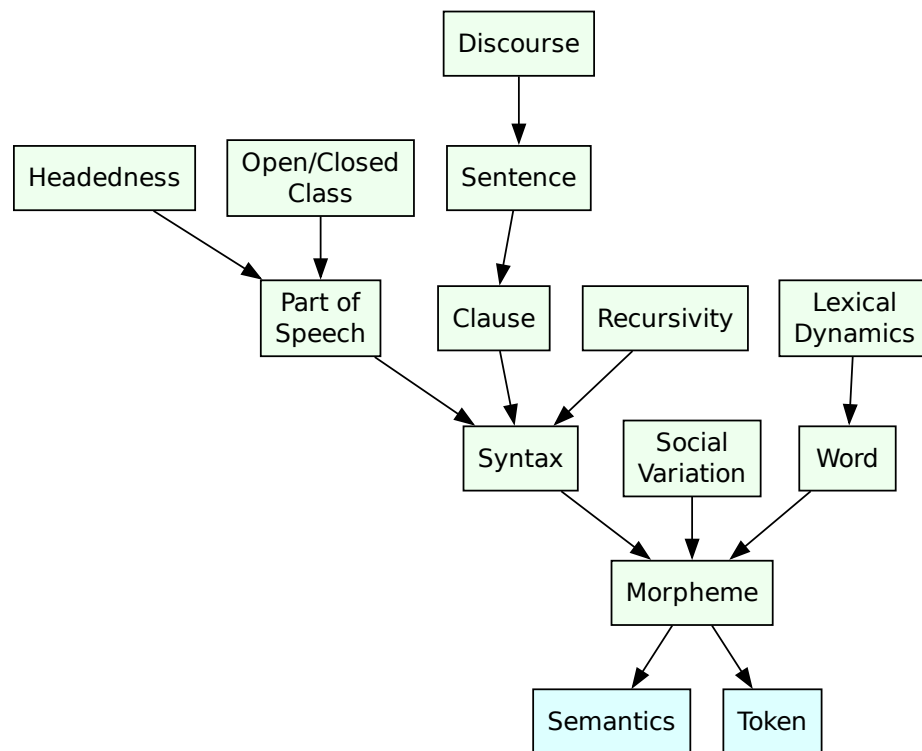 Discourse
Headedness
Open/Closed
Class
Sentence
Part of
Speech
Clause
Recursivity
Lexical
Dynamics
Syntax
Social
Variation
Word
Morpheme
Semantics
Token